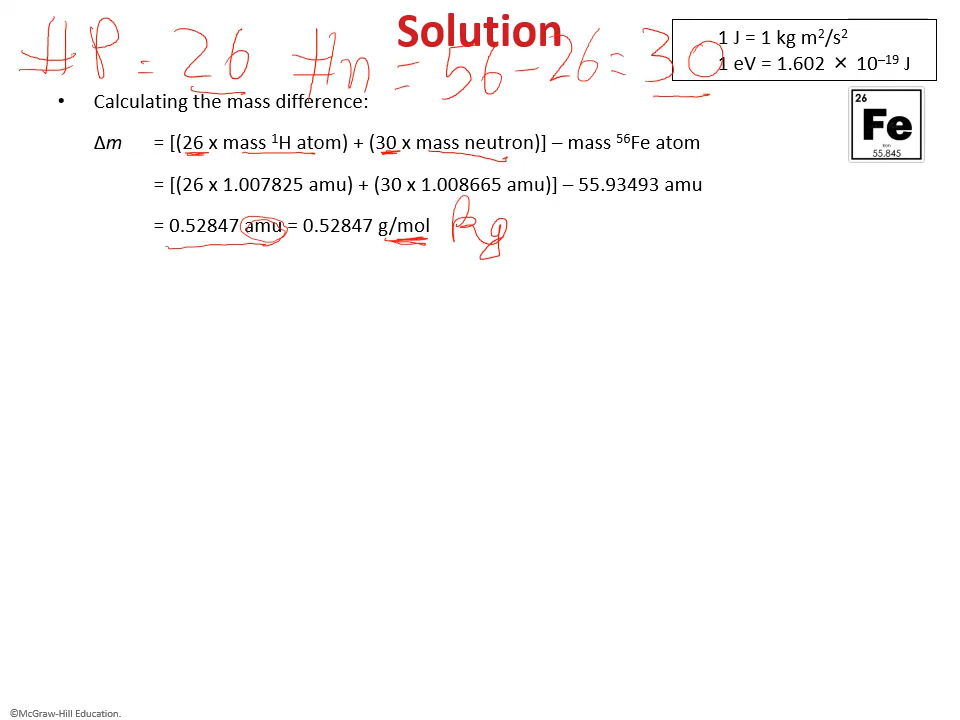 Solution
#P = 26 #n = 56 - 26 = 30
1 J = 1 kg m²/s²
1 eV = 1.602 × 10⁻¹⁹ J
• Calculating the mass difference:
Δm = [(26 x mass ¹H atom) + (30 x mass neutron)] – mass ⁵⁶Fe atom
= [(26 x 1.007825 amu) + (30 x 1.008665 amu)] – 55.93493 amu
= 0.52847 amu = 0.52847 g/mol kg
26
Fe
iron
55.845
©McGraw-Hill Education.